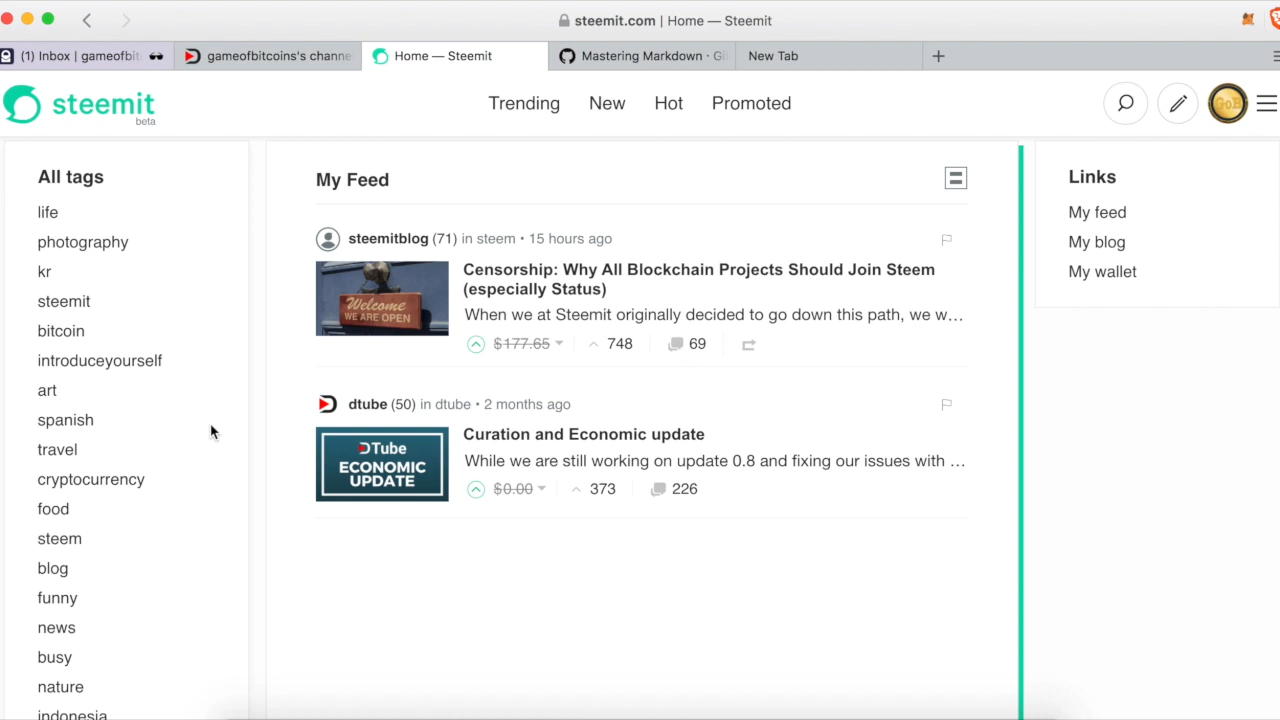 steemit.com | Home — Steemit
(1) Inbox | gameofbit
gameofbitcoins's channe
Home — Steemit
Mastering Markdown · Gi
New Tab
steemit
beta
Trending
New
Hot
Promoted
GoB
All tags
life
photography
kr
steemit
bitcoin
introduceyourself
art
spanish
travel
cryptocurrency
food
steem
blog
funny
news
busy
nature
indonesia
My Feed
steemitblog (71) in steem • 15 hours ago
Welcome
WE ARE OPEN
Censorship: Why All Blockchain Projects Should Join Steem
(especially Status)
When we at Steemit originally decided to go down this path, we w…
$177.65
748
69
dtube (50) in dtube • 2 months ago
DTube
ECONOMIC
UPDATE
Curation and Economic update
While we are still working on update 0.8 and fixing our issues with …
$0.00
373
226
Links
My feed
My blog
My wallet